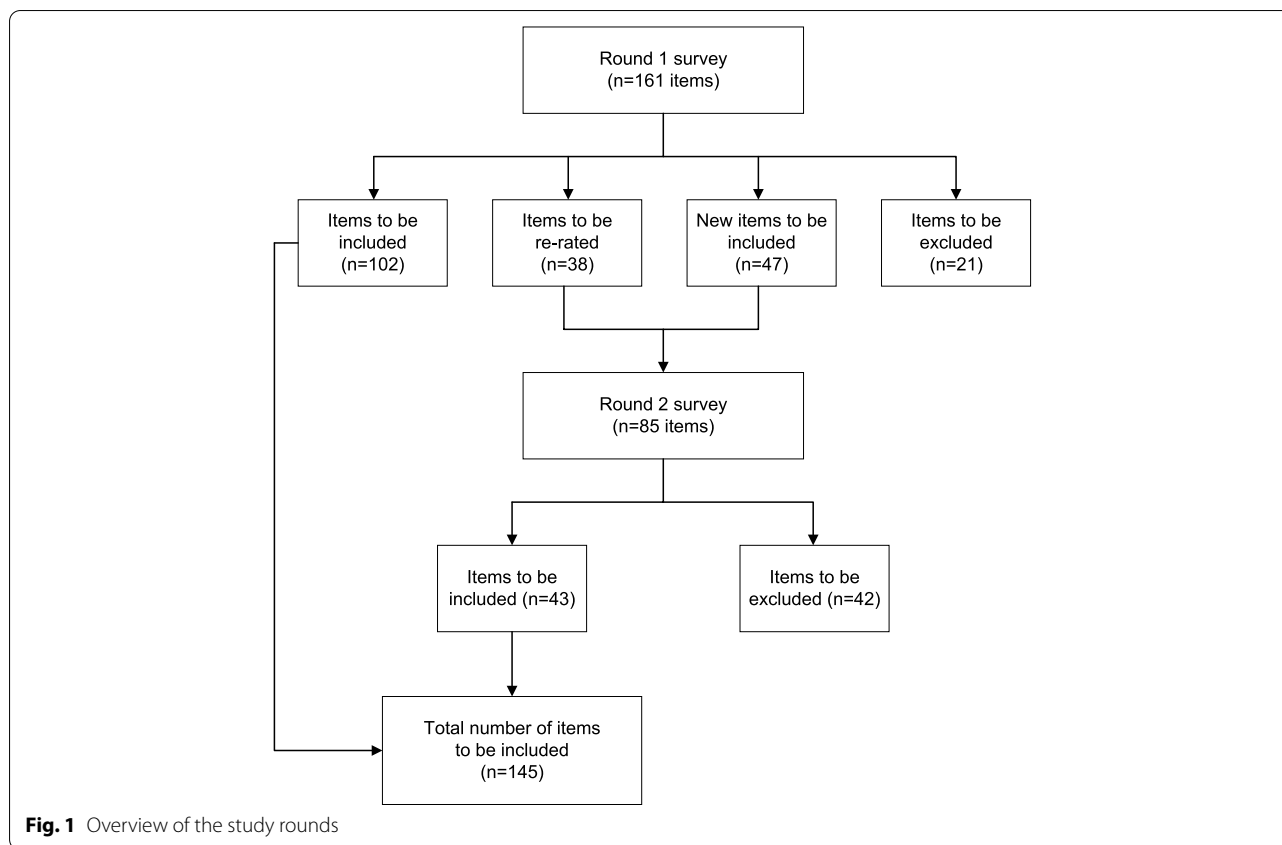 Round 1 survey
(n=161 items)
Items to be
included
(n=102)
Items to be
re-rated
(n=38)
New items to be
included
(n=47)
Items to be
excluded
(n=21)
Round 2 survey
(n=85 items)
Items to be
included (n=43)
Items to be
excluded (n=42)
Total number of items
to be included
(n=145)
Fig. 1 Overview of the study rounds